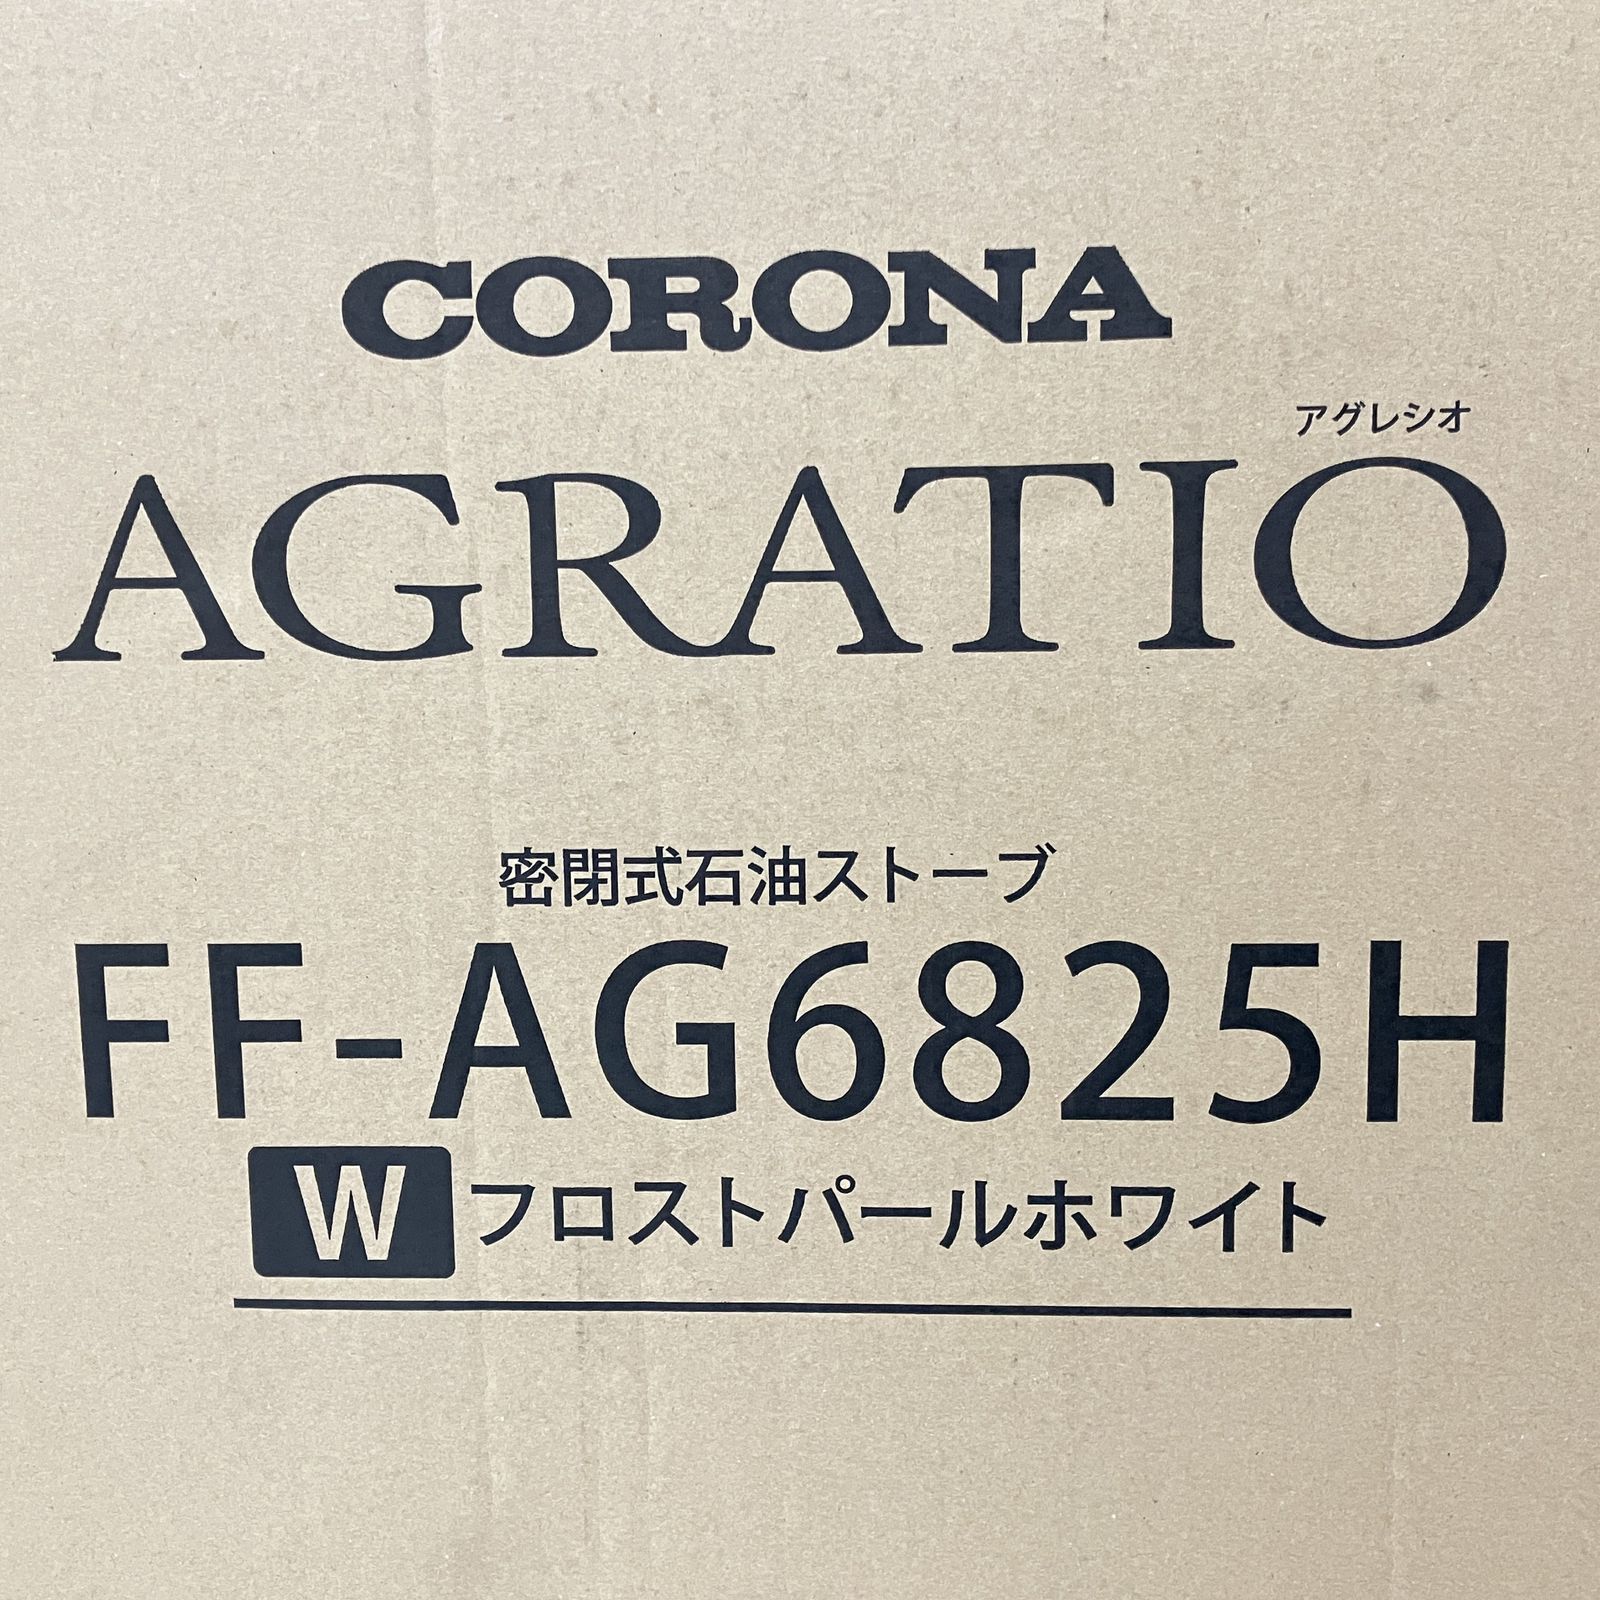 CORONA
アグレシオ
AGRATIO
密閉式石油ストーブ
FF-AG6825H
W フロストパールホワイト